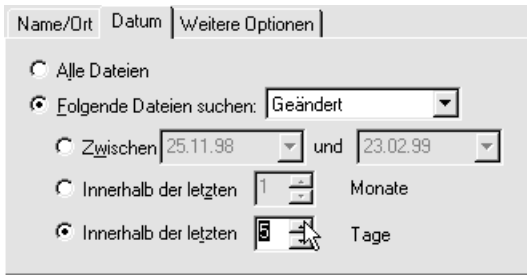 Name/Ort Datum Weitere Optionen
Alle Dateien
Folgende Dateien suchen: Geändert
Zwischen 25.11.98 und 23.02.99
Innerhalb der letzten 1 Monate
Innerhalb der letzten 5 Tage